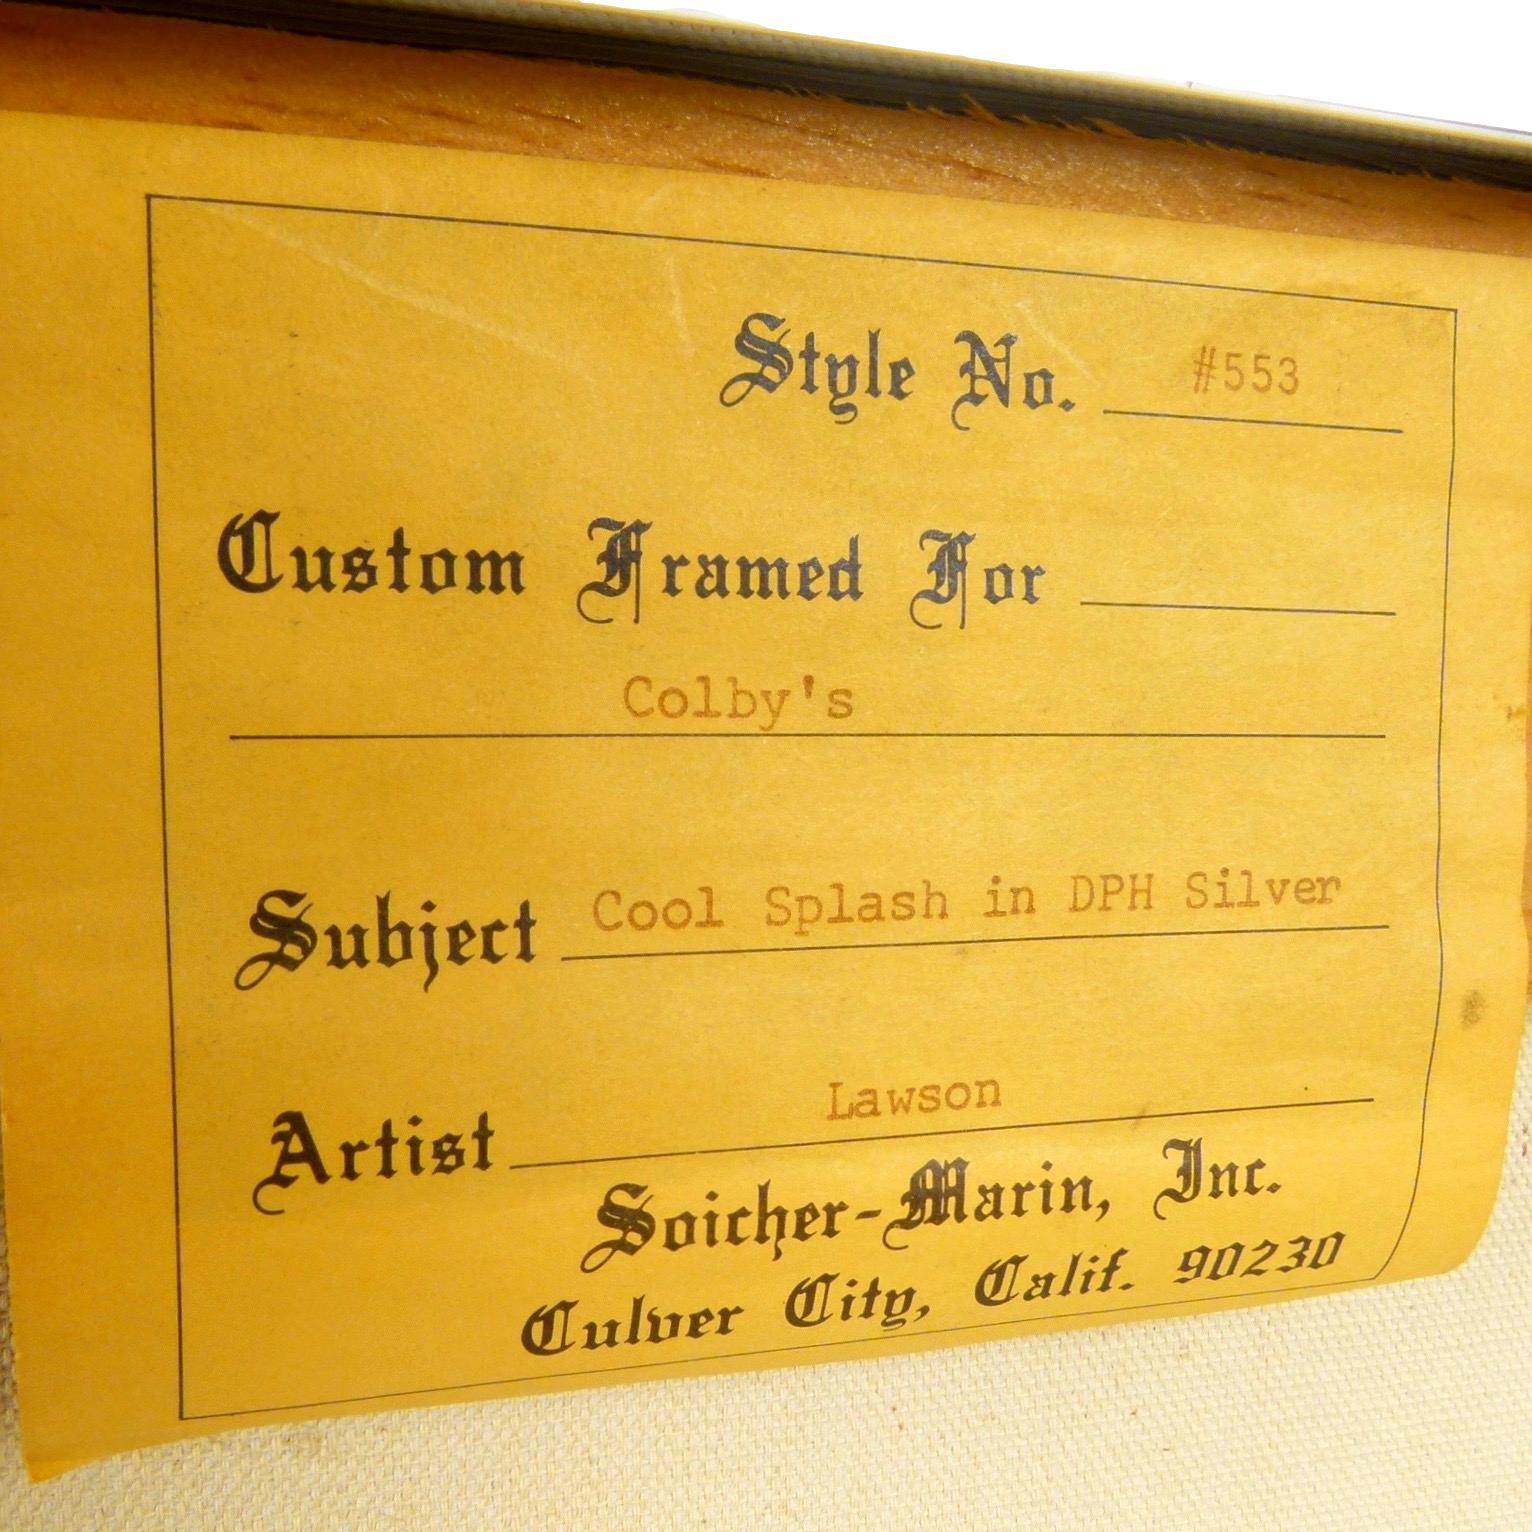 Style No. #553
Custom Framed For
Colby's
Subject Cool Splash in DPH Silver
Artist Lawson
Soicher-Marin, Inc.
Culver City, Calif. 90230